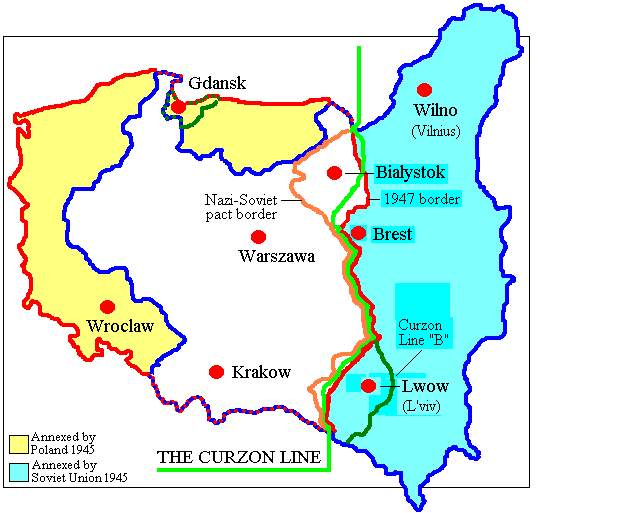 Gdansk
Wilno
(Vilnius)
Bialystok
Nazi-Soviet
pact border
1947 border
Brest
Warszawa
Wroclaw
Curzon
Line "B"
Krakow
Lwow
(L'viv)
Annexed by
Poland 1945
THE CURZON LINE
Annexed by
Soviet Union 1945